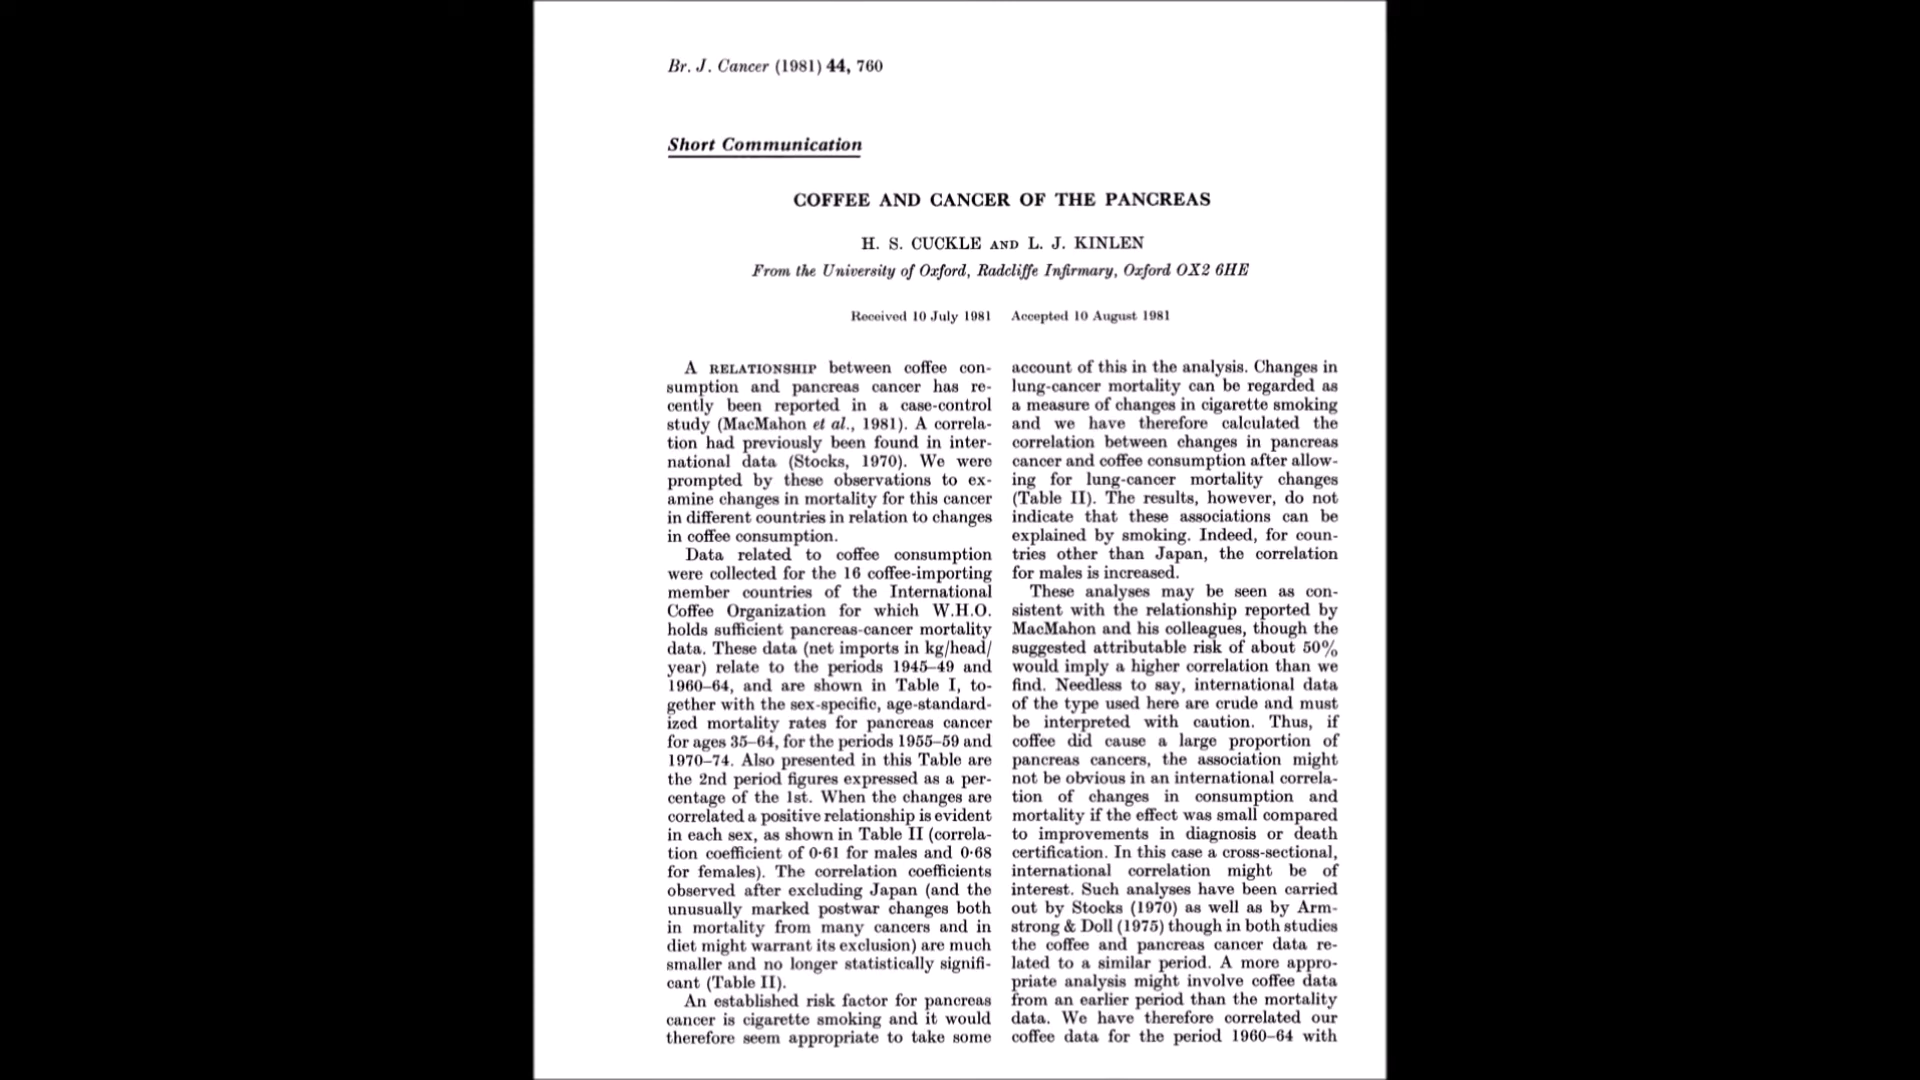 Br. J. Cancer (1981) 44, 760
Short Communication
COFFEE AND CANCER OF THE PANCREAS
H. S. CUCKLE AND L. J. KINLEN
From the University of Oxford, Radcliffe Infirmary, Oxford OX2 6HE
Received 10 July 1981 Accepted 10 August 1981
A RELATIONSHIP between coffee con-
sumption and pancreas cancer has re-
cently been reported in a case-control
study (MacMahon et al., 1981). A correla-
tion had previously been found in inter-
national data (Stocks, 1970). We were
prompted by these observations to ex-
amine changes in mortality for this cancer
in different countries in relation to changes
in coffee consumption.
Data related to coffee consumption
were collected for the 16 coffee-importing
member countries of the International
Coffee Organization for which W.H.O.
holds sufficient pancreas-cancer mortality
data. These data (net imports in kg/head/
year) relate to the periods 1945–49 and
1960–64, and are shown in Table I, to-
gether with the sex-specific, age-standard-
ized mortality rates for pancreas cancer
for ages 35–64, for the periods 1955–59 and
1970–74. Also presented in this Table are
the 2nd period figures expressed as a per-
centage of the 1st. When the changes are
correlated a positive relationship is evident
in each sex, as shown in Table II (correla-
tion coefficient of 0·61 for males and 0·68
for females). The correlation coefficients
observed after excluding Japan (and the
unusually marked postwar changes both
in mortality from many cancers and in
diet might warrant its exclusion) are much
smaller and no longer statistically signifi-
cant (Table II).
An established risk factor for pancreas
cancer is cigarette smoking and it would
therefore seem appropriate to take some
account of this in the analysis. Changes in
lung-cancer mortality can be regarded as
a measure of changes in cigarette smoking
and we have therefore calculated the
correlation between changes in pancreas
cancer and coffee consumption after allow-
ing for lung-cancer mortality changes
(Table II). The results, however, do not
indicate that these associations can be
explained by smoking. Indeed, for coun-
tries other than Japan, the correlation
for males is increased.
These analyses may be seen as con-
sistent with the relationship reported by
MacMahon and his colleagues, though the
suggested attributable risk of about 50%
would imply a higher correlation than we
find. Needless to say, international data
of the type used here are crude and must
be interpreted with caution. Thus, if
coffee did cause a large proportion of
pancreas cancers, the association might
not be obvious in an international correla-
tion of changes in consumption and
mortality if the effect was small compared
to improvements in diagnosis or death
certification. In this case a cross-sectional,
international correlation might be of
interest. Such analyses have been carried
out by Stocks (1970) as well as by Arm-
strong & Doll (1975) though in both studies
the coffee and pancreas cancer data re-
lated to a similar period. A more appro-
priate analysis might involve coffee data
from an earlier period than the mortality
data. We have therefore correlated our
coffee data for the period 1960–64 with